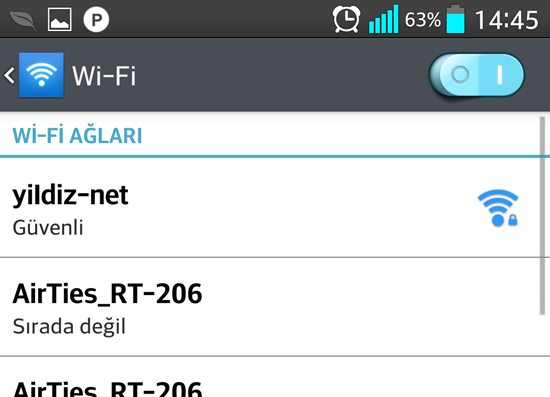 P 63% 14:45
Wi-Fi
Wİ-Fİ AĞLARI
yildiz-net
Güvenli
AirTies_RT-206
Sırada değil
AirTies_RT-206